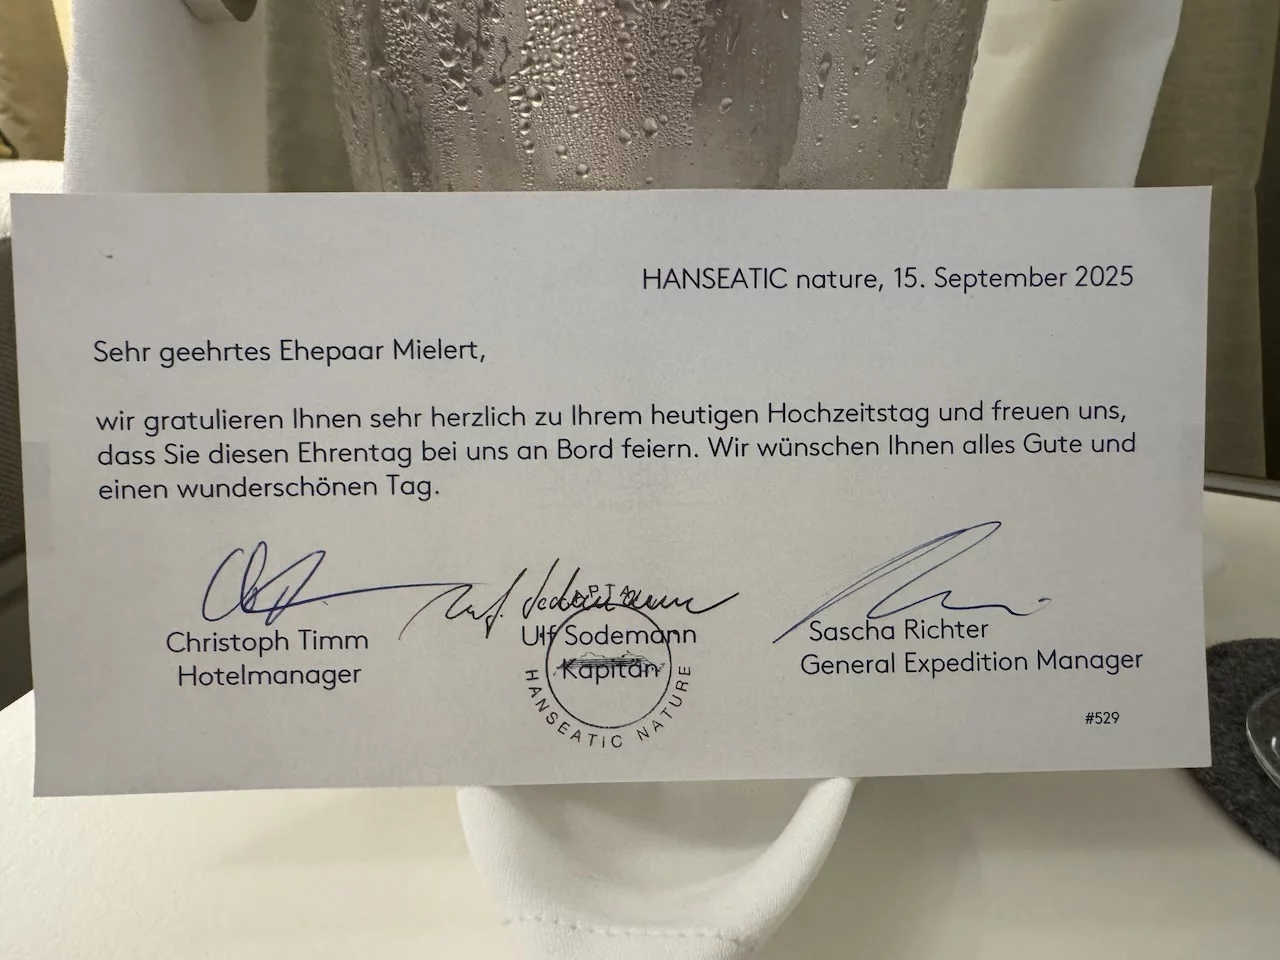 HANSEATIC nature, 15. September 2025
Sehr geehrtes Ehepaar Mielert,
wir gratulieren Ihnen sehr herzlich zu Ihrem heutigen Hochzeitstag und freuen uns,
dass Sie diesen Ehrentag bei uns an Bord feiern. Wir wünschen Ihnen alles Gute und
einen wunderschönen Tag.
Christoph Timm
Hotelmanager
Ulf Sodemann
Kapitän
HANSEATIC NATURE
Sascha Richter
General Expedition Manager
#529